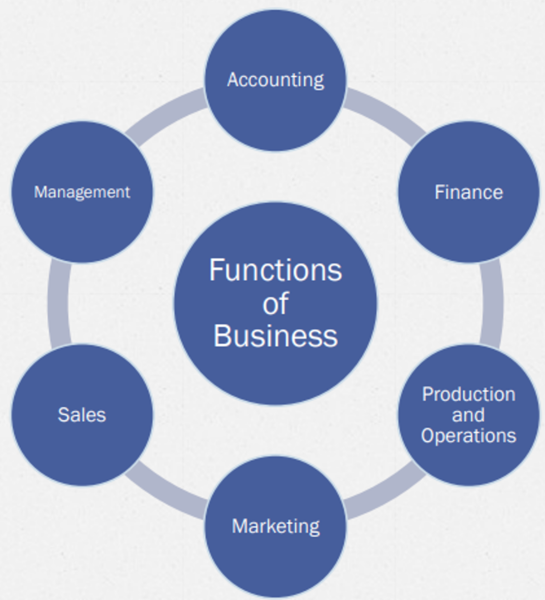 Accounting
Management
Finance
Functions
of
Business
Production
and
Operations
Sales
Marketing